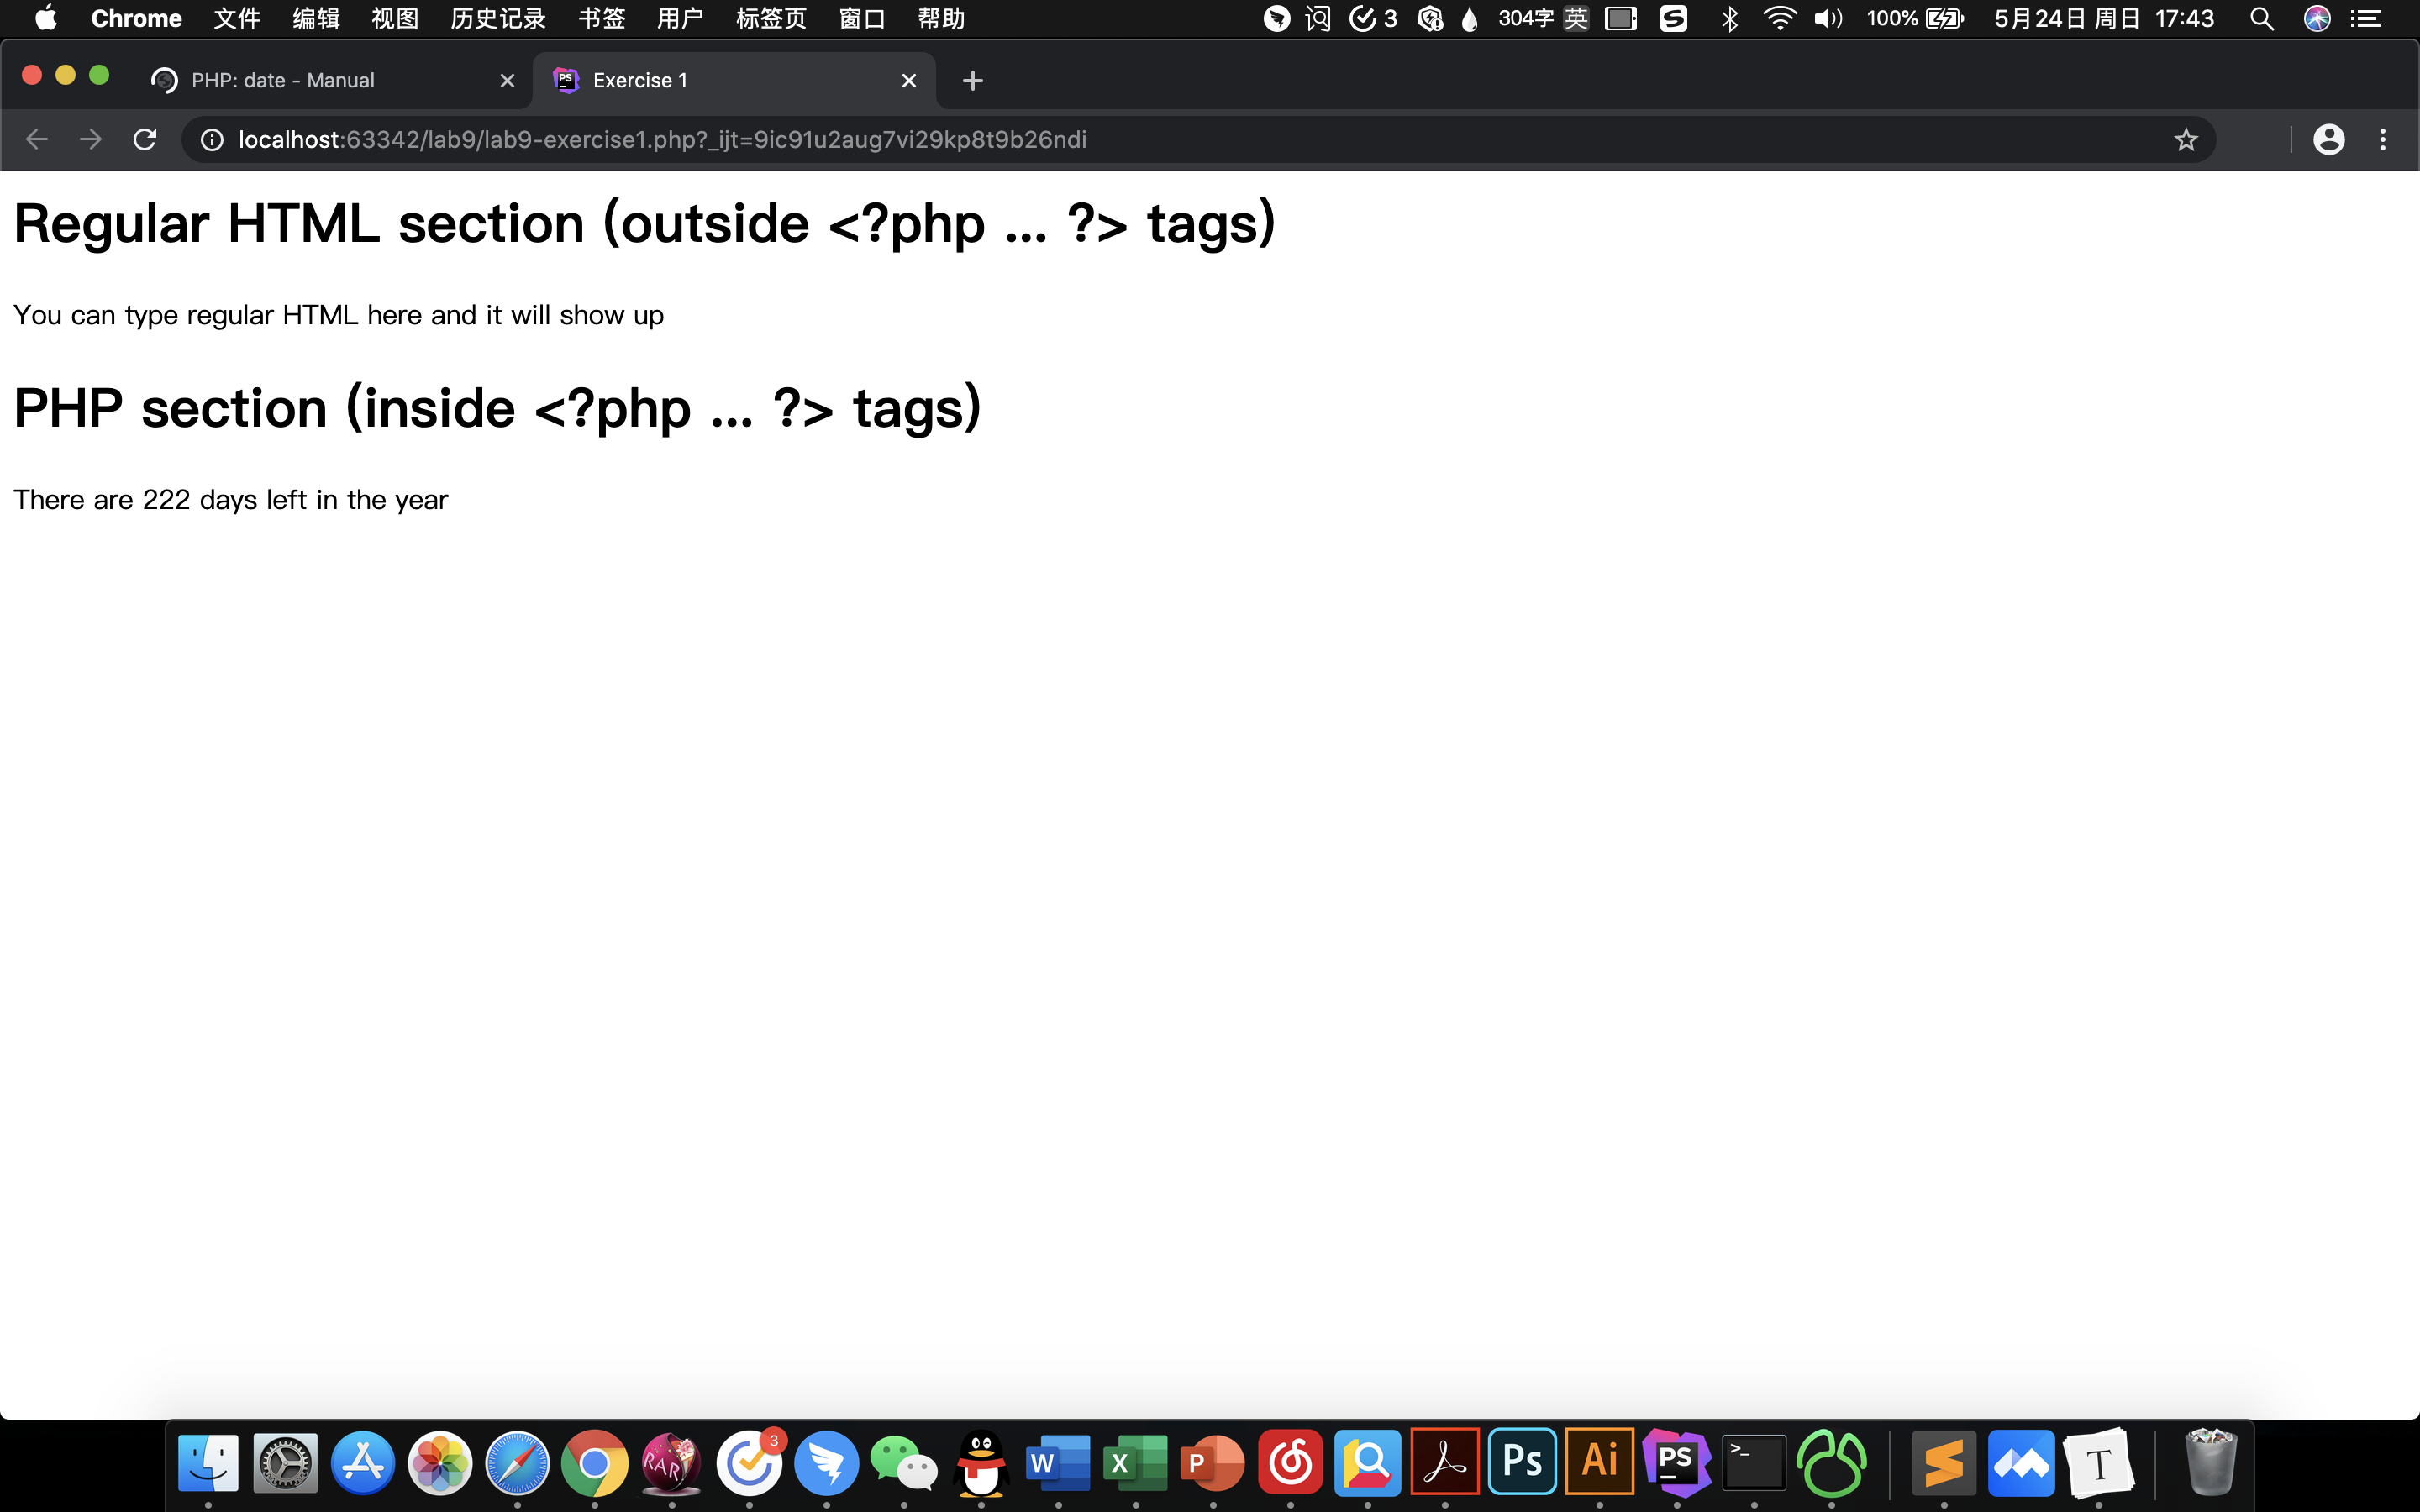 Chrome 文件 编辑 视图 历史记录 书签 用户 标签页 窗口 帮助 3 304字 英 100% 5月24日 周日 17:43
PHP: date - Manual
PS Exercise 1
localhost:63342/lab9/lab9-exercise1.php?_ijt=9ic91u2aug7vi29kp8t9b26ndi
Regular HTML section (outside <?php ... ?> tags)
You can type regular HTML here and it will show up
PHP section (inside <?php ... ?> tags)
There are 222 days left in the year
RAR 3 W X P Ps Ai PS >_ T